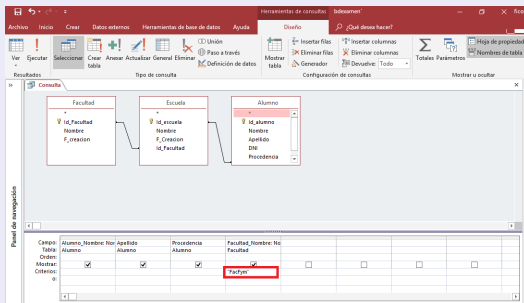 Herramientas de consultas bdexamen'
Archivo Inicio Crear Datos externos Herramientas de base de datos Ayuda Diseño ¿Qué desea hacer?
Ver Ejecutar Seleccionar Crear tabla Anexar Actualizar General Eliminar
Unión
Paso a través
Definición de datos
Mostrar tabla
Insertar filas
Eliminar filas
Generador
Insertar columnas
Eliminar columnas
Devuelve: Todo
Totales Parámetros
Hoja de propiedad
Nombres de tabla
Resultados Tipo de consulta Configuración de consultas Mostrar u ocultar
Consulta
Facultad
*
Id_Facultad
Nombre
F_creacion
Escuela
*
Id_escuela
Nombre
F_Creacion
Id_Facultad
Alumno
*
Id_alumno
Nombre
Apellido
DNI
Procedencia
Panel de navegación
Campo: Alumno_Nombre: Nor Apellido Procedencia Facultad_Nombre: No
Tabla: Alumno Alumno Alumno Facultad
Orden:
Mostrar:
Criterios: "FacFym"
o: